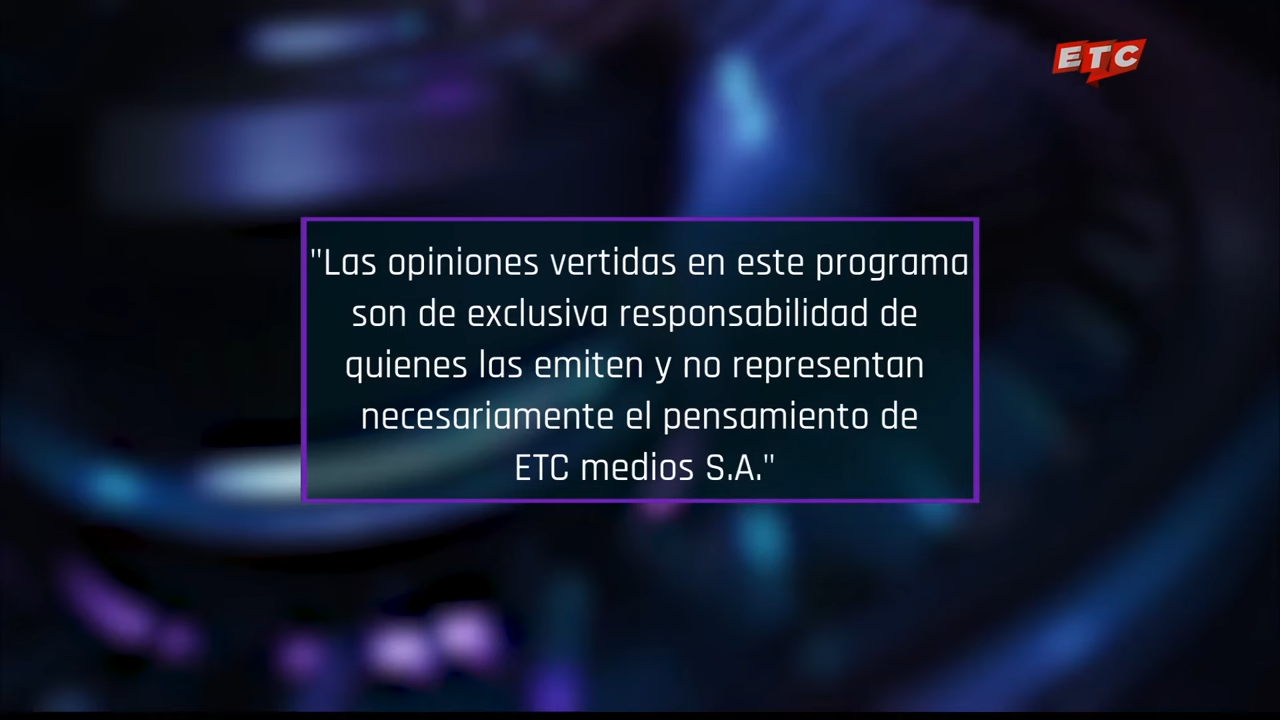 ETC
"Las opiniones vertidas en este programa
son de exclusiva responsabilidad de
quienes las emiten y no representan
necesariamente el pensamiento de
ETC medios S.A."